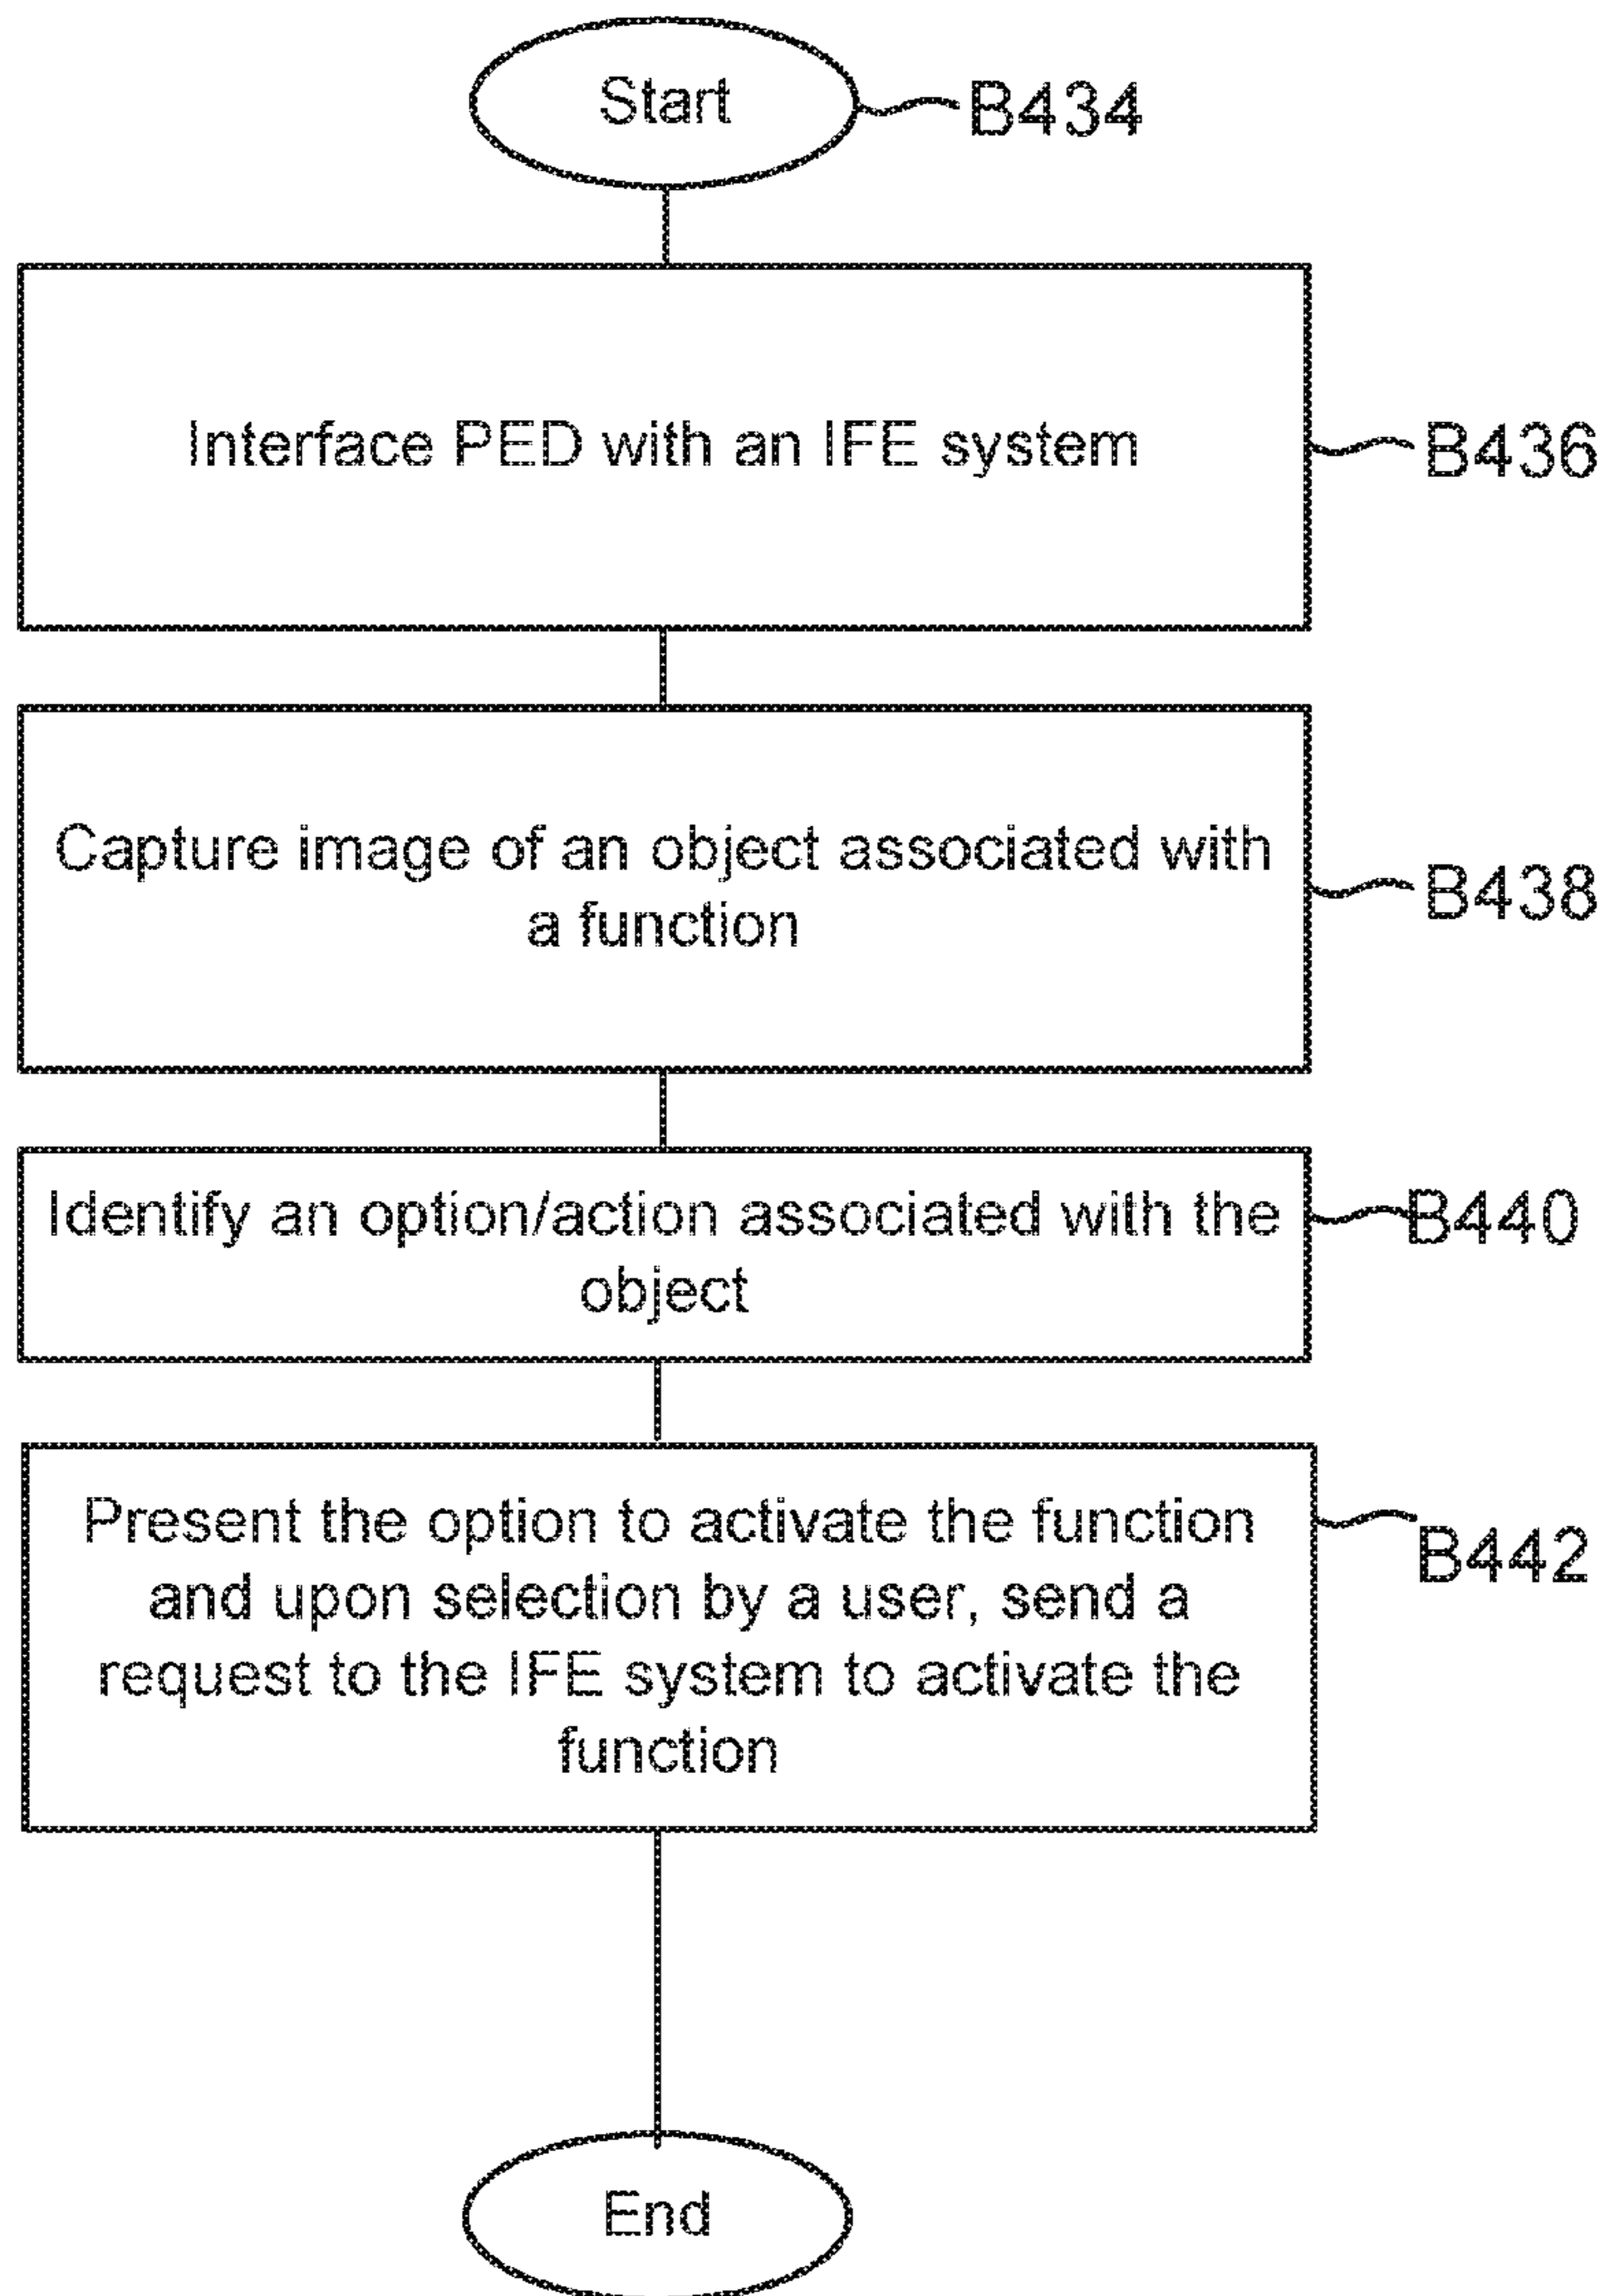 Start
B434
Interface PED with an IFE system
B436
Capture image of an object associated with
a function
B438
Identify an option/action associated with the
object
B440
Present the option to activate the function
and upon selection by a user, send a
request to the IFE system to activate the
function
B442
End